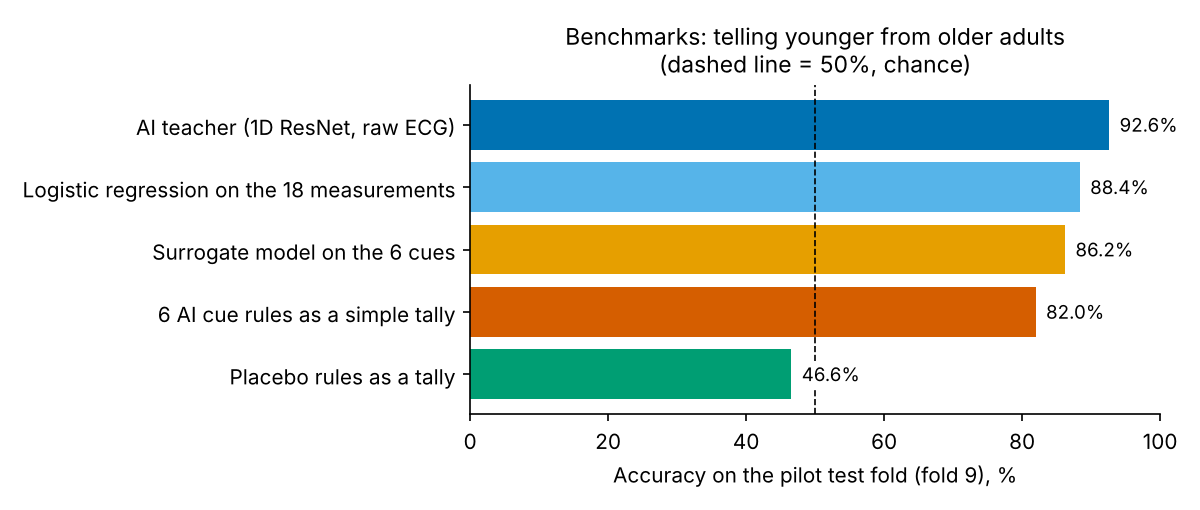 Benchmarks: telling younger from older adults
(dashed line = 50%, chance)
AI teacher (1D ResNet, raw ECG)
92.6%
Logistic regression on the 18 measurements
88.4%
Surrogate model on the 6 cues
86.2%
6 AI cue rules as a simple tally
82.0%
Placebo rules as a tally
46.6%
0 20 40 60 80 100
Accuracy on the pilot test fold (fold 9), %